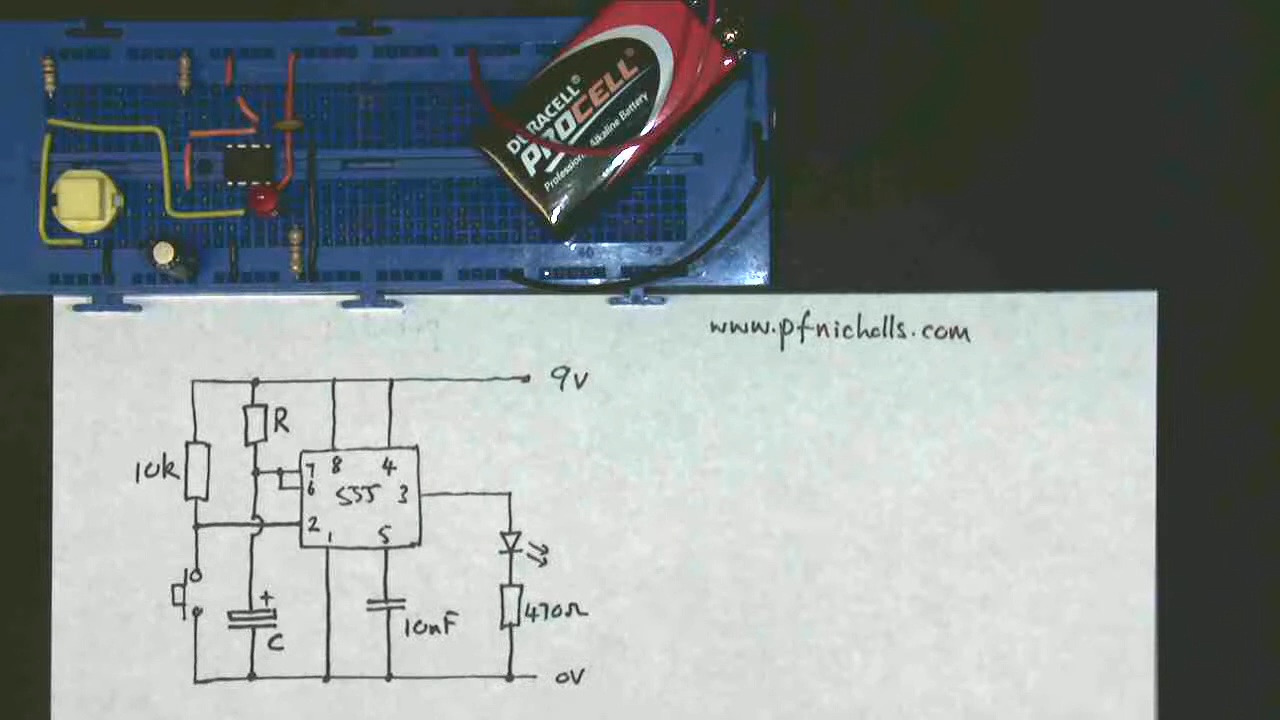 DURACELL®
PROCELL®
Professional Alkaline Battery
www.pfnicholls.com
9V
R
10k
7 8 4
6 555 3
2 1 5
+
C
10nF
470Ω
0V